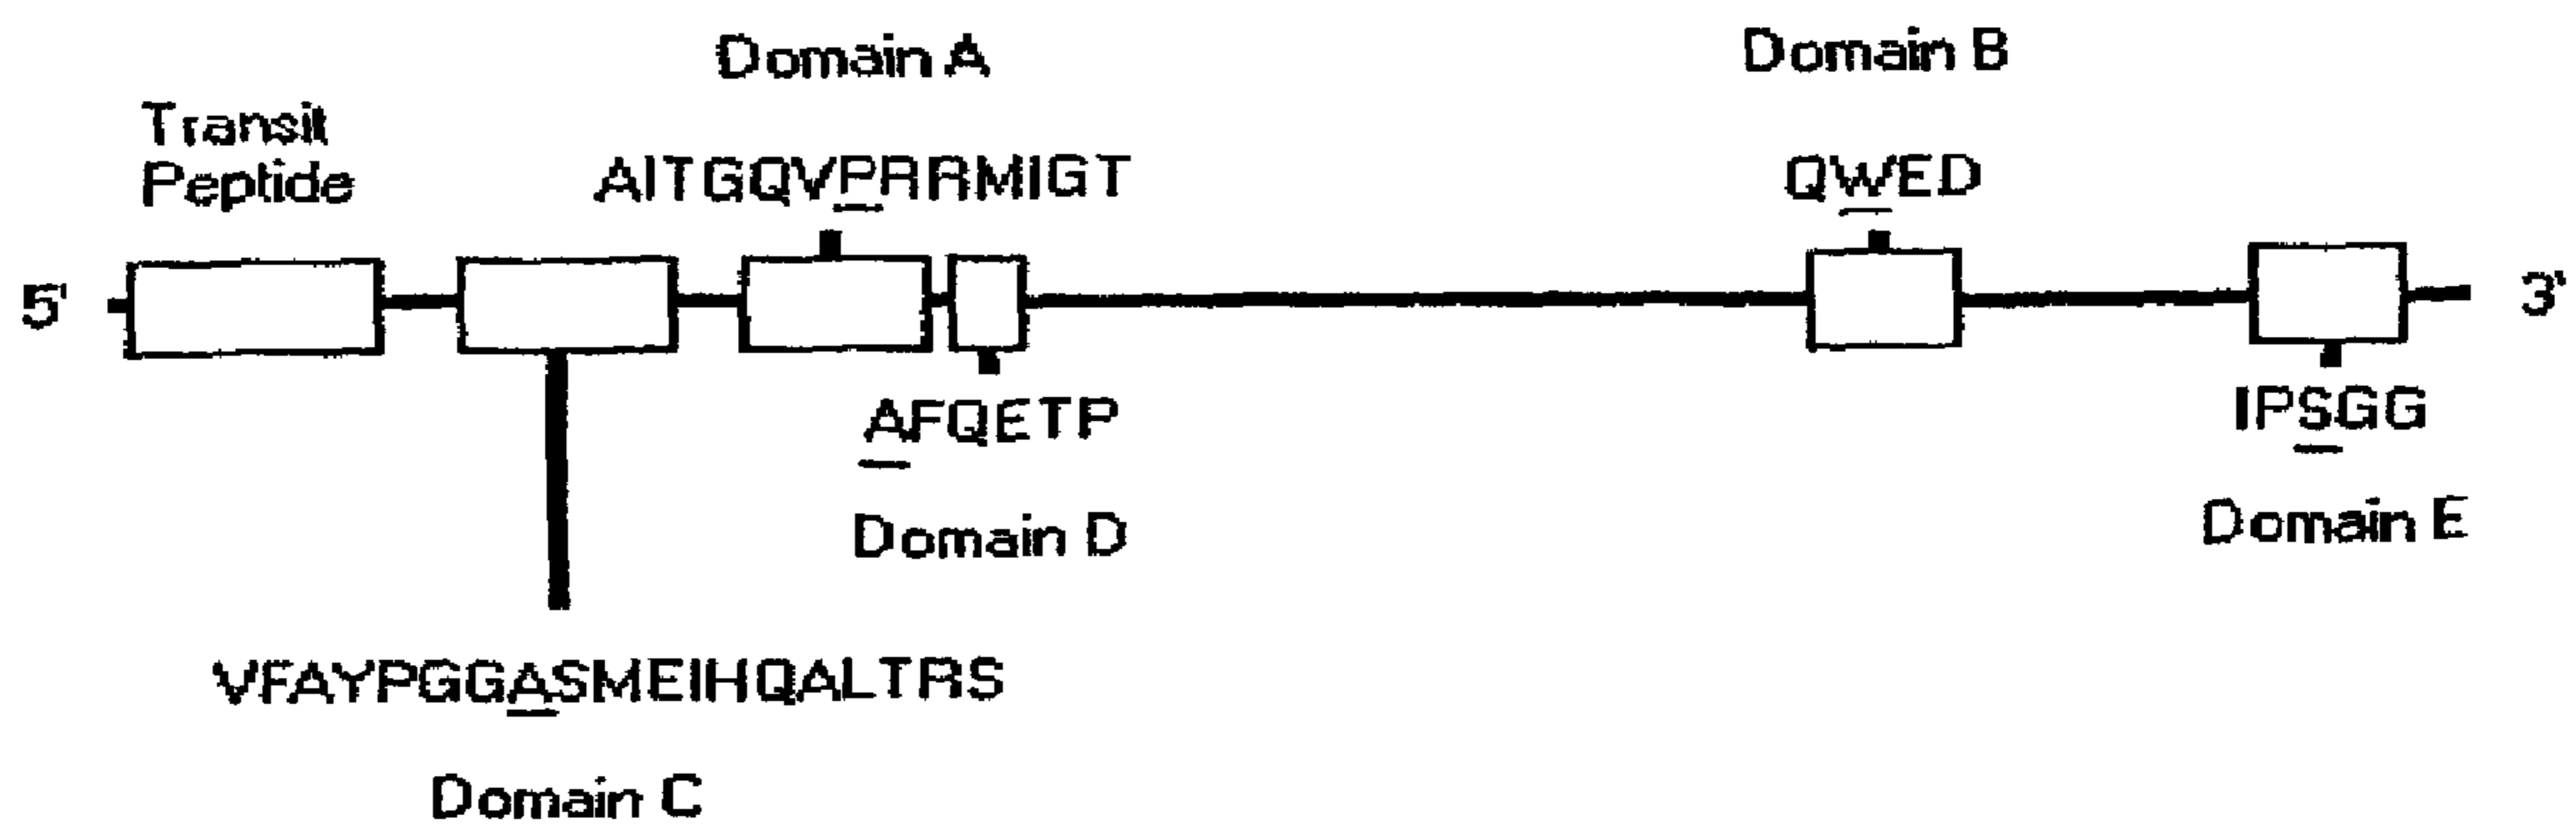 Domain A
Domain B
Transit
Peptide
AITGQVPRRMIGT
QWED
5'
3'
AFQETP
IPSGG
Domain D
Domain E
VFAYPGGASMEIHQALTRS
Domain C